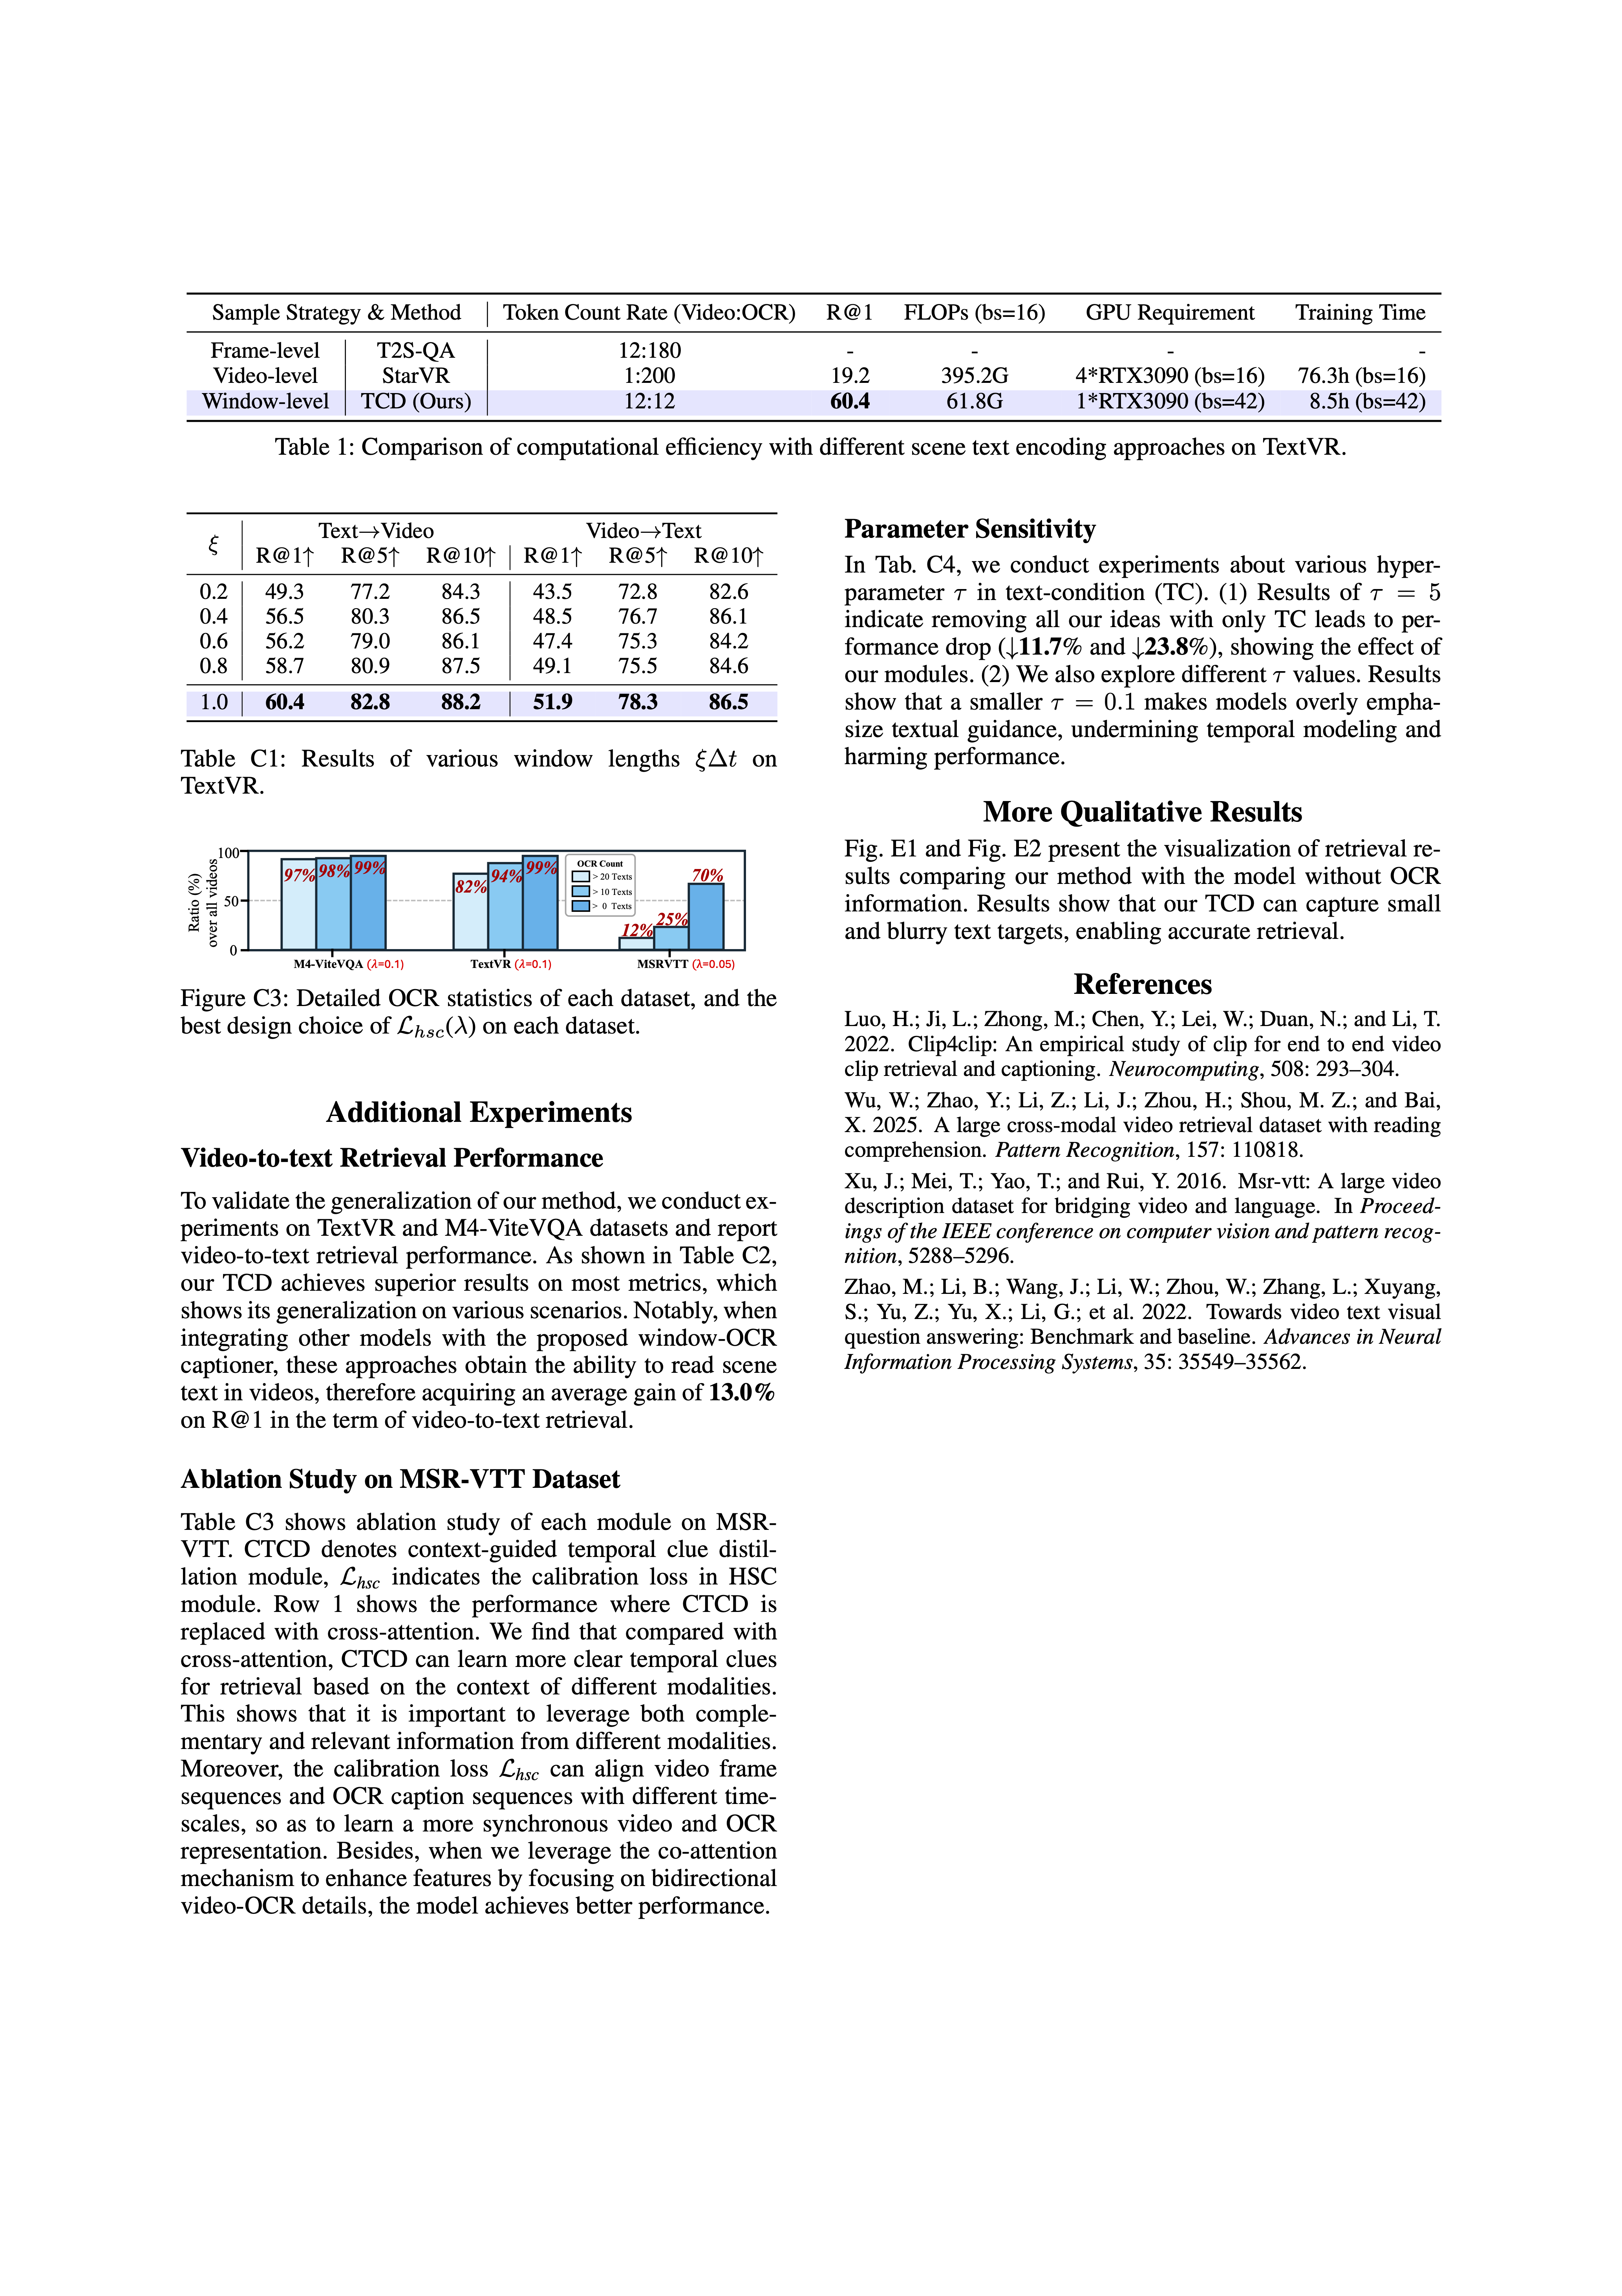 Sample Strategy & Method Token Count Rate (Video:OCR) R@1 FLOPs (bs=16) GPU Requirement Training Time
Frame-level T2S-QA 12:180 - - - -
Video-level StarVR 1:200 19.2 395.2G 4*RTX3090 (bs=16) 76.3h (bs=16)
Window-level TCD (Ours) 12:12 60.4 61.8G 1*RTX3090 (bs=42) 8.5h (bs=42)
Table 1: Comparison of computational efficiency with different scene text encoding approaches on TextVR.
ξ Text→Video Video→Text
R@1↑ R@5↑ R@10↑ R@1↑ R@5↑ R@10↑
0.2 49.3 77.2 84.3 43.5 72.8 82.6
0.4 56.5 80.3 86.5 48.5 76.7 86.1
0.6 56.2 79.0 86.1 47.4 75.3 84.2
0.8 58.7 80.9 87.5 49.1 75.5 84.6
1.0 60.4 82.8 88.2 51.9 78.3 86.5
Table C1: Results of various window lengths ξΔt on
TextVR.
Ratio (%)
over all videos
100
50
0
97% 98% 99%
82% 94% 99%
12% 25% 70%
OCR Count
> 20 Texts
> 10 Texts
> 0 Texts
M4-ViteVQA (λ=0.1) TextVR (λ=0.1) MSRVTT (λ=0.05)
Figure C3: Detailed OCR statistics of each dataset, and the
best design choice of ℒhsc(λ) on each dataset.
Additional Experiments
Video-to-text Retrieval Performance
To validate the generalization of our method, we conduct ex-
periments on TextVR and M4-ViteVQA datasets and report
video-to-text retrieval performance. As shown in Table C2,
our TCD achieves superior results on most metrics, which
shows its generalization on various scenarios. Notably, when
integrating other models with the proposed window-OCR
captioner, these approaches obtain the ability to read scene
text in videos, therefore acquiring an average gain of 13.0%
on R@1 in the term of video-to-text retrieval.
Ablation Study on MSR-VTT Dataset
Table C3 shows ablation study of each module on MSR-
VTT. CTCD denotes context-guided temporal clue distil-
lation module, ℒhsc indicates the calibration loss in HSC
module. Row 1 shows the performance where CTCD is
replaced with cross-attention. We find that compared with
cross-attention, CTCD can learn more clear temporal clues
for retrieval based on the context of different modalities.
This shows that it is important to leverage both comple-
mentary and relevant information from different modalities.
Moreover, the calibration loss ℒhsc can align video frame
sequences and OCR caption sequences with different time-
scales, so as to learn a more synchronous video and OCR
representation. Besides, when we leverage the co-attention
mechanism to enhance features by focusing on bidirectional
video-OCR details, the model achieves better performance.
Parameter Sensitivity
In Tab. C4, we conduct experiments about various hyper-
parameter τ in text-condition (TC). (1) Results of τ = 5
indicate removing all our ideas with only TC leads to per-
formance drop (↓11.7% and ↓23.8%), showing the effect of
our modules. (2) We also explore different τ values. Results
show that a smaller τ = 0.1 makes models overly empha-
size textual guidance, undermining temporal modeling and
harming performance.
More Qualitative Results
Fig. E1 and Fig. E2 present the visualization of retrieval re-
sults comparing our method with the model without OCR
information. Results show that our TCD can capture small
and blurry text targets, enabling accurate retrieval.
References
Luo, H.; Ji, L.; Zhong, M.; Chen, Y.; Lei, W.; Duan, N.; and Li, T.
2022. Clip4clip: An empirical study of clip for end to end video
clip retrieval and captioning. Neurocomputing, 508: 293–304.
Wu, W.; Zhao, Y.; Li, Z.; Li, J.; Zhou, H.; Shou, M. Z.; and Bai,
X. 2025. A large cross-modal video retrieval dataset with reading
comprehension. Pattern Recognition, 157: 110818.
Xu, J.; Mei, T.; Yao, T.; and Rui, Y. 2016. Msr-vtt: A large video
description dataset for bridging video and language. In Proceed-
ings of the IEEE conference on computer vision and pattern recog-
nition, 5288–5296.
Zhao, M.; Li, B.; Wang, J.; Li, W.; Zhou, W.; Zhang, L.; Xuyang,
S.; Yu, Z.; Yu, X.; Li, G.; et al. 2022. Towards video text visual
question answering: Benchmark and baseline. Advances in Neural
Information Processing Systems, 35: 35549–35562.